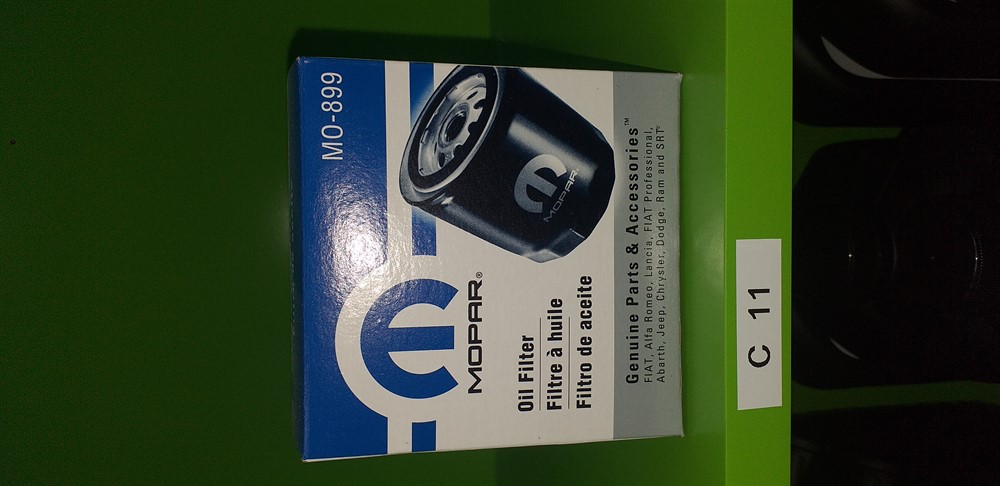 MO-899
MOPAR
MOPAR®
Oil Filter
Filtre à huile
Filtro de aceite
Genuine Parts & Accessories™
FIAT, Alfa Romeo, Lancia, FIAT Professional,
Abarth, Jeep, Chrysler, Dodge, Ram and SRT®
C 11